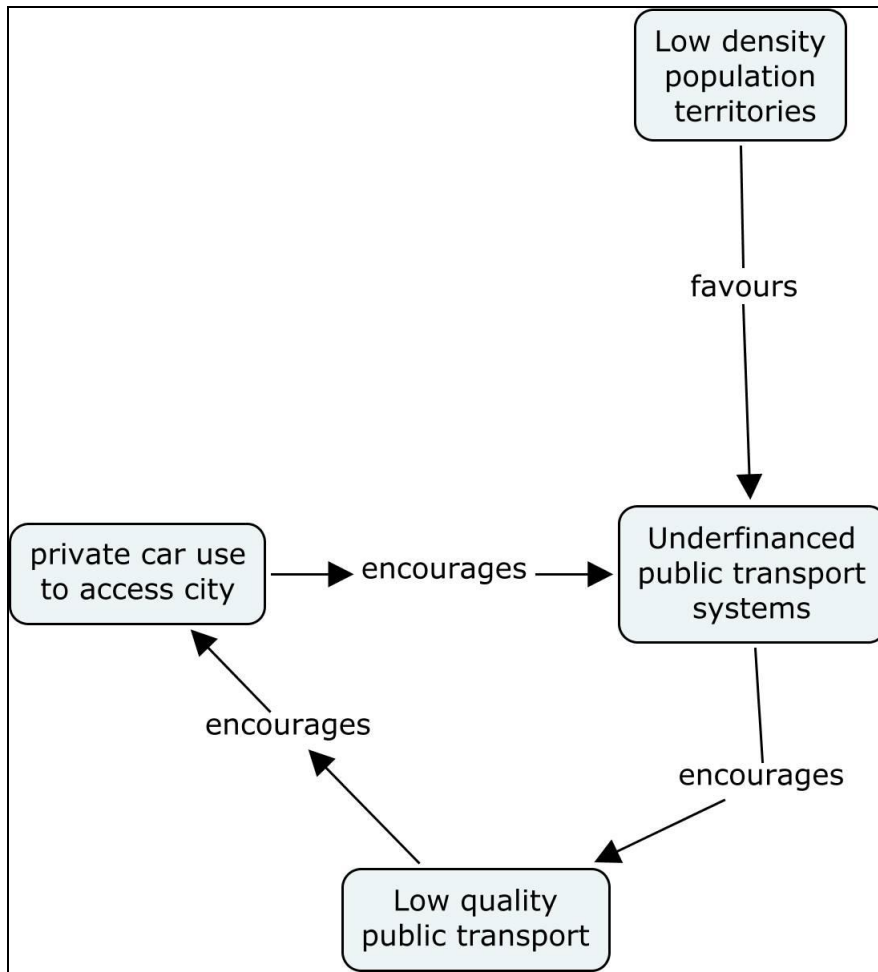 Low density
population
territories
favours
private car use
to access city
encourages
Underfinanced
public transport
systems
encourages
encourages
Low quality
public transport